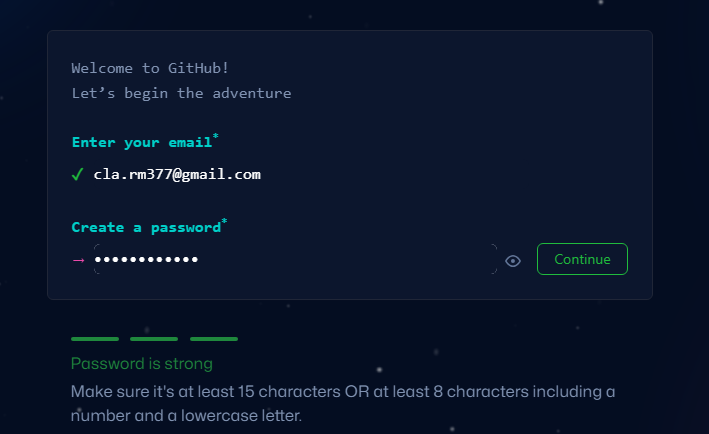 Welcome to GitHub!
Let’s begin the adventure
Enter your email*
✓ cla.rm377@gmail.com
Create a password*
→ ••••••••••••
Continue
Password is strong
Make sure it's at least 15 characters OR at least 8 characters including a
number and a lowercase letter.